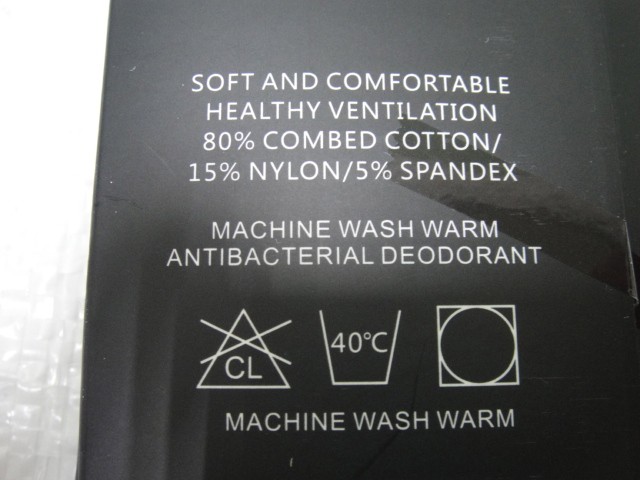 SOFT AND COMFORTABLE
HEALTHY VENTILATION
80% COMBED COTTON/
15% NYLON/5% SPANDEX
MACHINE WASH WARM
ANTIBACTERIAL DEODORANT
CL 40℃
MACHINE WASH WARM